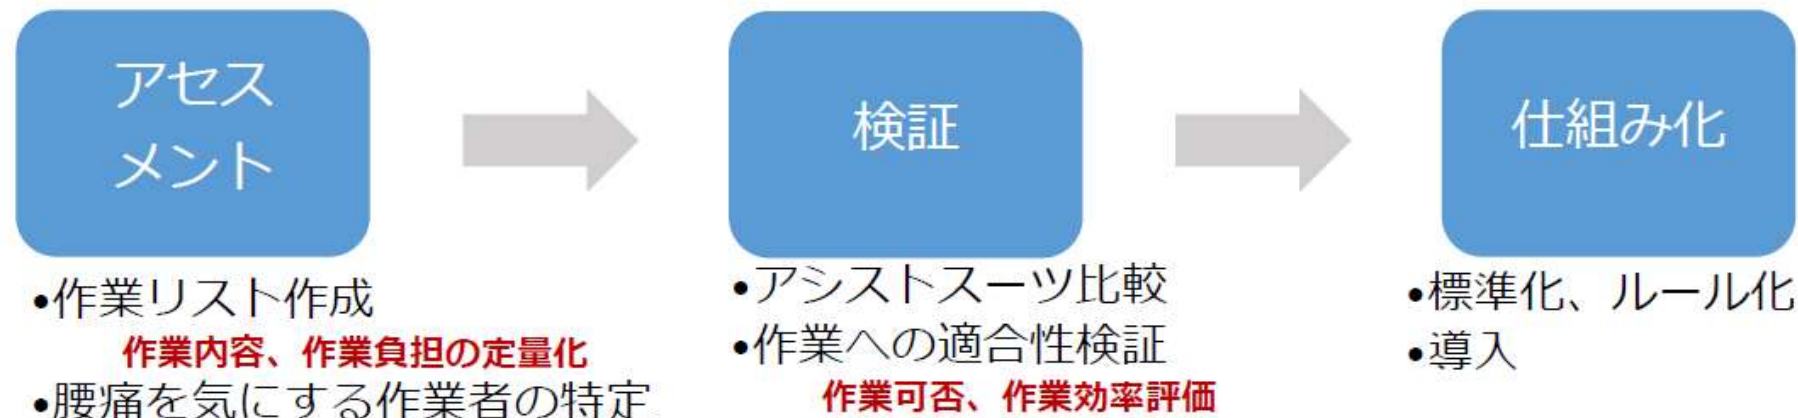 アセス
メント
•作業リスト作成
作業内容、作業負担の定量化
•腰痛を気にする作業者の特定
検証
•アシストスーツ比較
•作業への適合性検証
作業可否、作業効率評価
仕組み化
•標準化、ルール化
•導入